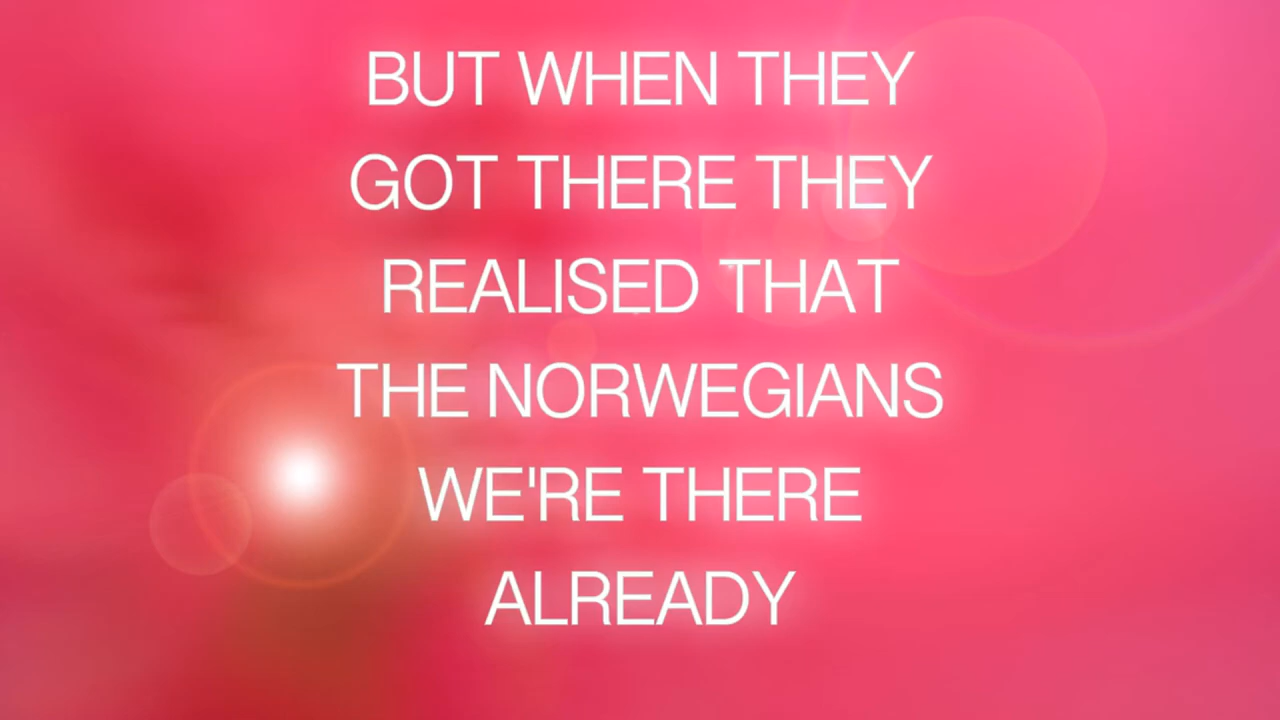 BUT WHEN THEY
GOT THERE THEY
REALISED THAT
THE NORWEGIANS
WE'RE THERE
ALREADY